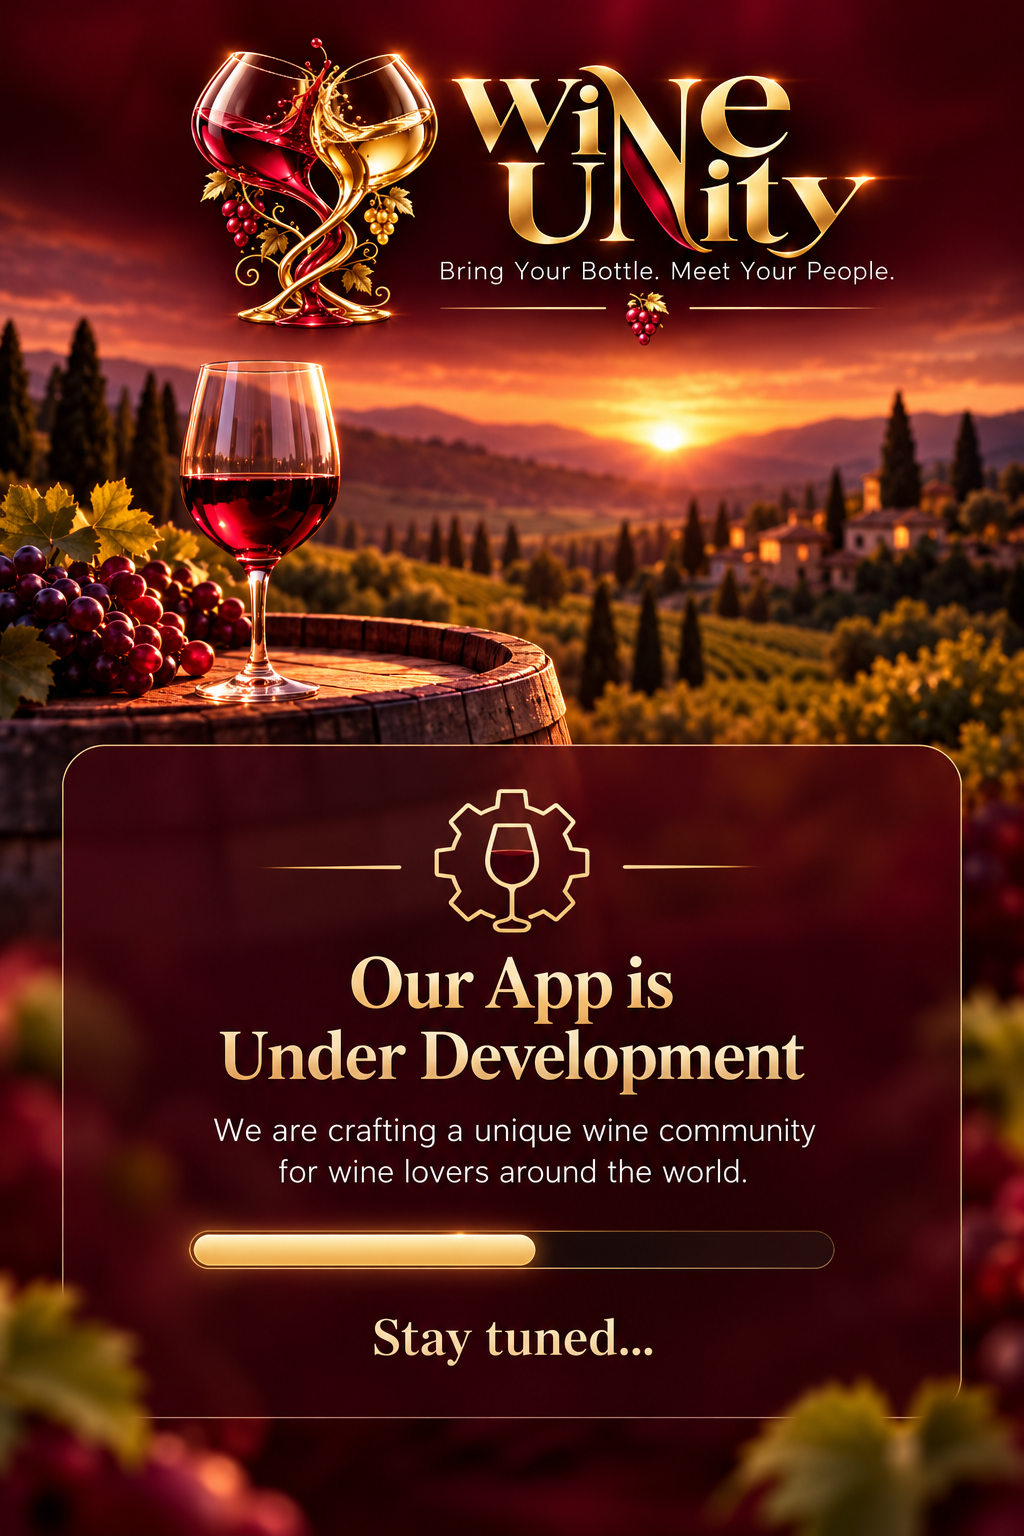 wiNe
UNity
Bring Your Bottle. Meet Your People.
Our App is
Under Development
We are crafting a unique wine community
for wine lovers around the world.
Stay tuned...